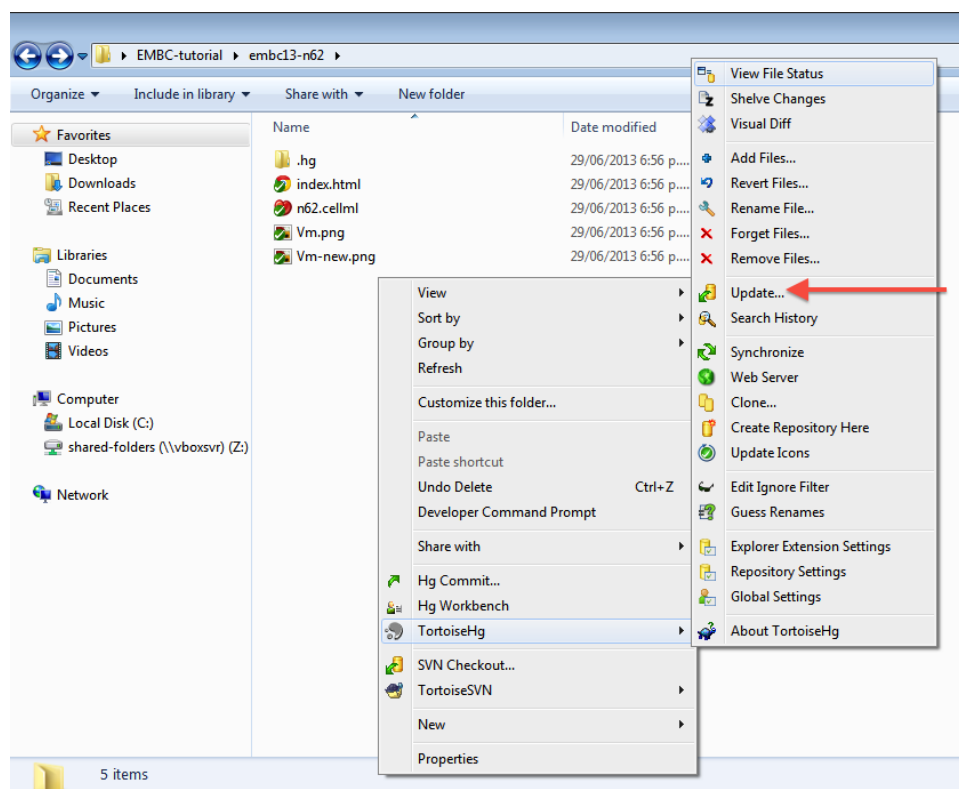 EMBC-tutorial embc13-n62
Organize Include in library Share with New folder
Favorites
Desktop
Downloads
Recent Places
Libraries
Documents
Music
Pictures
Videos
Computer
Local Disk (C:)
shared-folders (\\vboxsvr) (Z:)
Network
Name Date modified
.hg 29/06/2013 6:56 p....
index.html 29/06/2013 6:56 p....
n62.cellml 29/06/2013 6:56 p....
Vm.png 29/06/2013 6:56 p....
Vm-new.png 29/06/2013 6:56 p....
View
Sort by
Group by
Refresh
Customize this folder...
Paste
Paste shortcut
Undo Delete Ctrl+Z
Developer Command Prompt
Share with
Hg Commit...
Hg Workbench
TortoiseHg
SVN Checkout...
TortoiseSVN
New
Properties
View File Status
Shelve Changes
Visual Diff
Add Files...
Revert Files...
Rename File...
Forget Files...
Remove Files...
Update...
Search History
Synchronize
Web Server
Clone...
Create Repository Here
Update Icons
Edit Ignore Filter
Guess Renames
Explorer Extension Settings
Repository Settings
Global Settings
About TortoiseHg
5 items